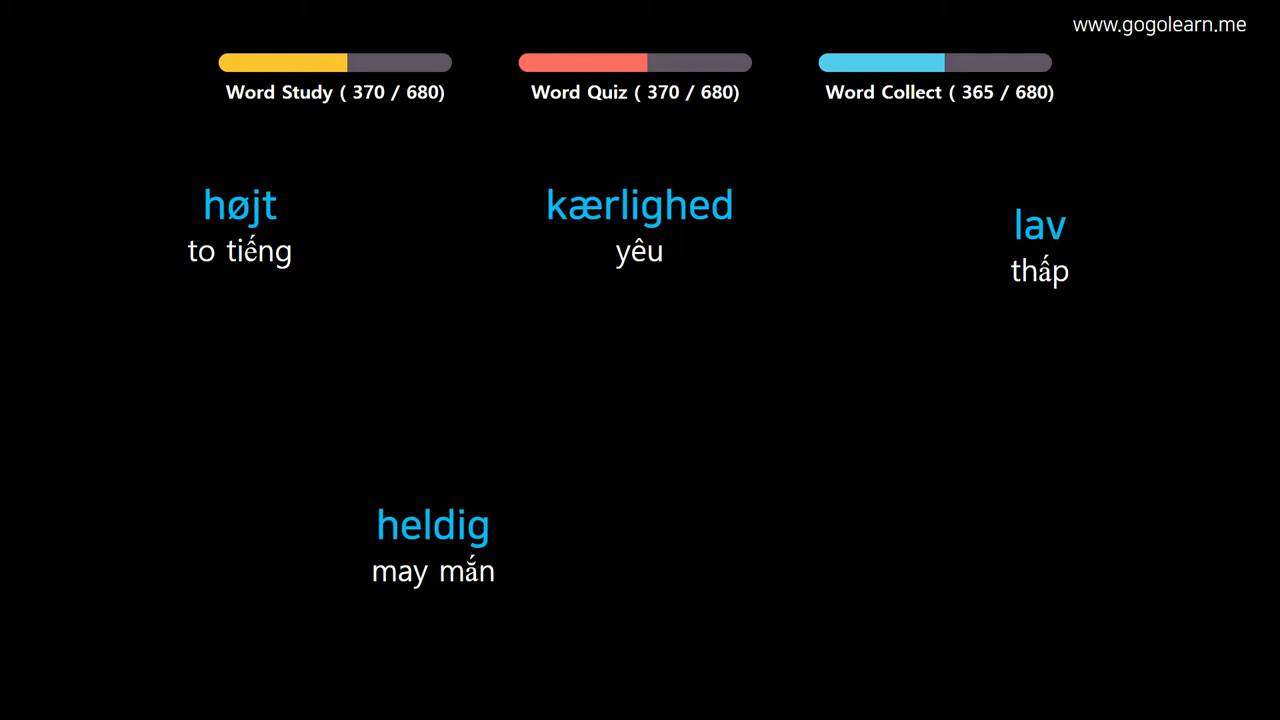 www.gogolearn.me
Word Study ( 370 / 680)
Word Quiz ( 370 / 680)
Word Collect ( 365 / 680)
højt
to tiếng
kærlighed
yêu
lav
thấp
heldig
may mắn